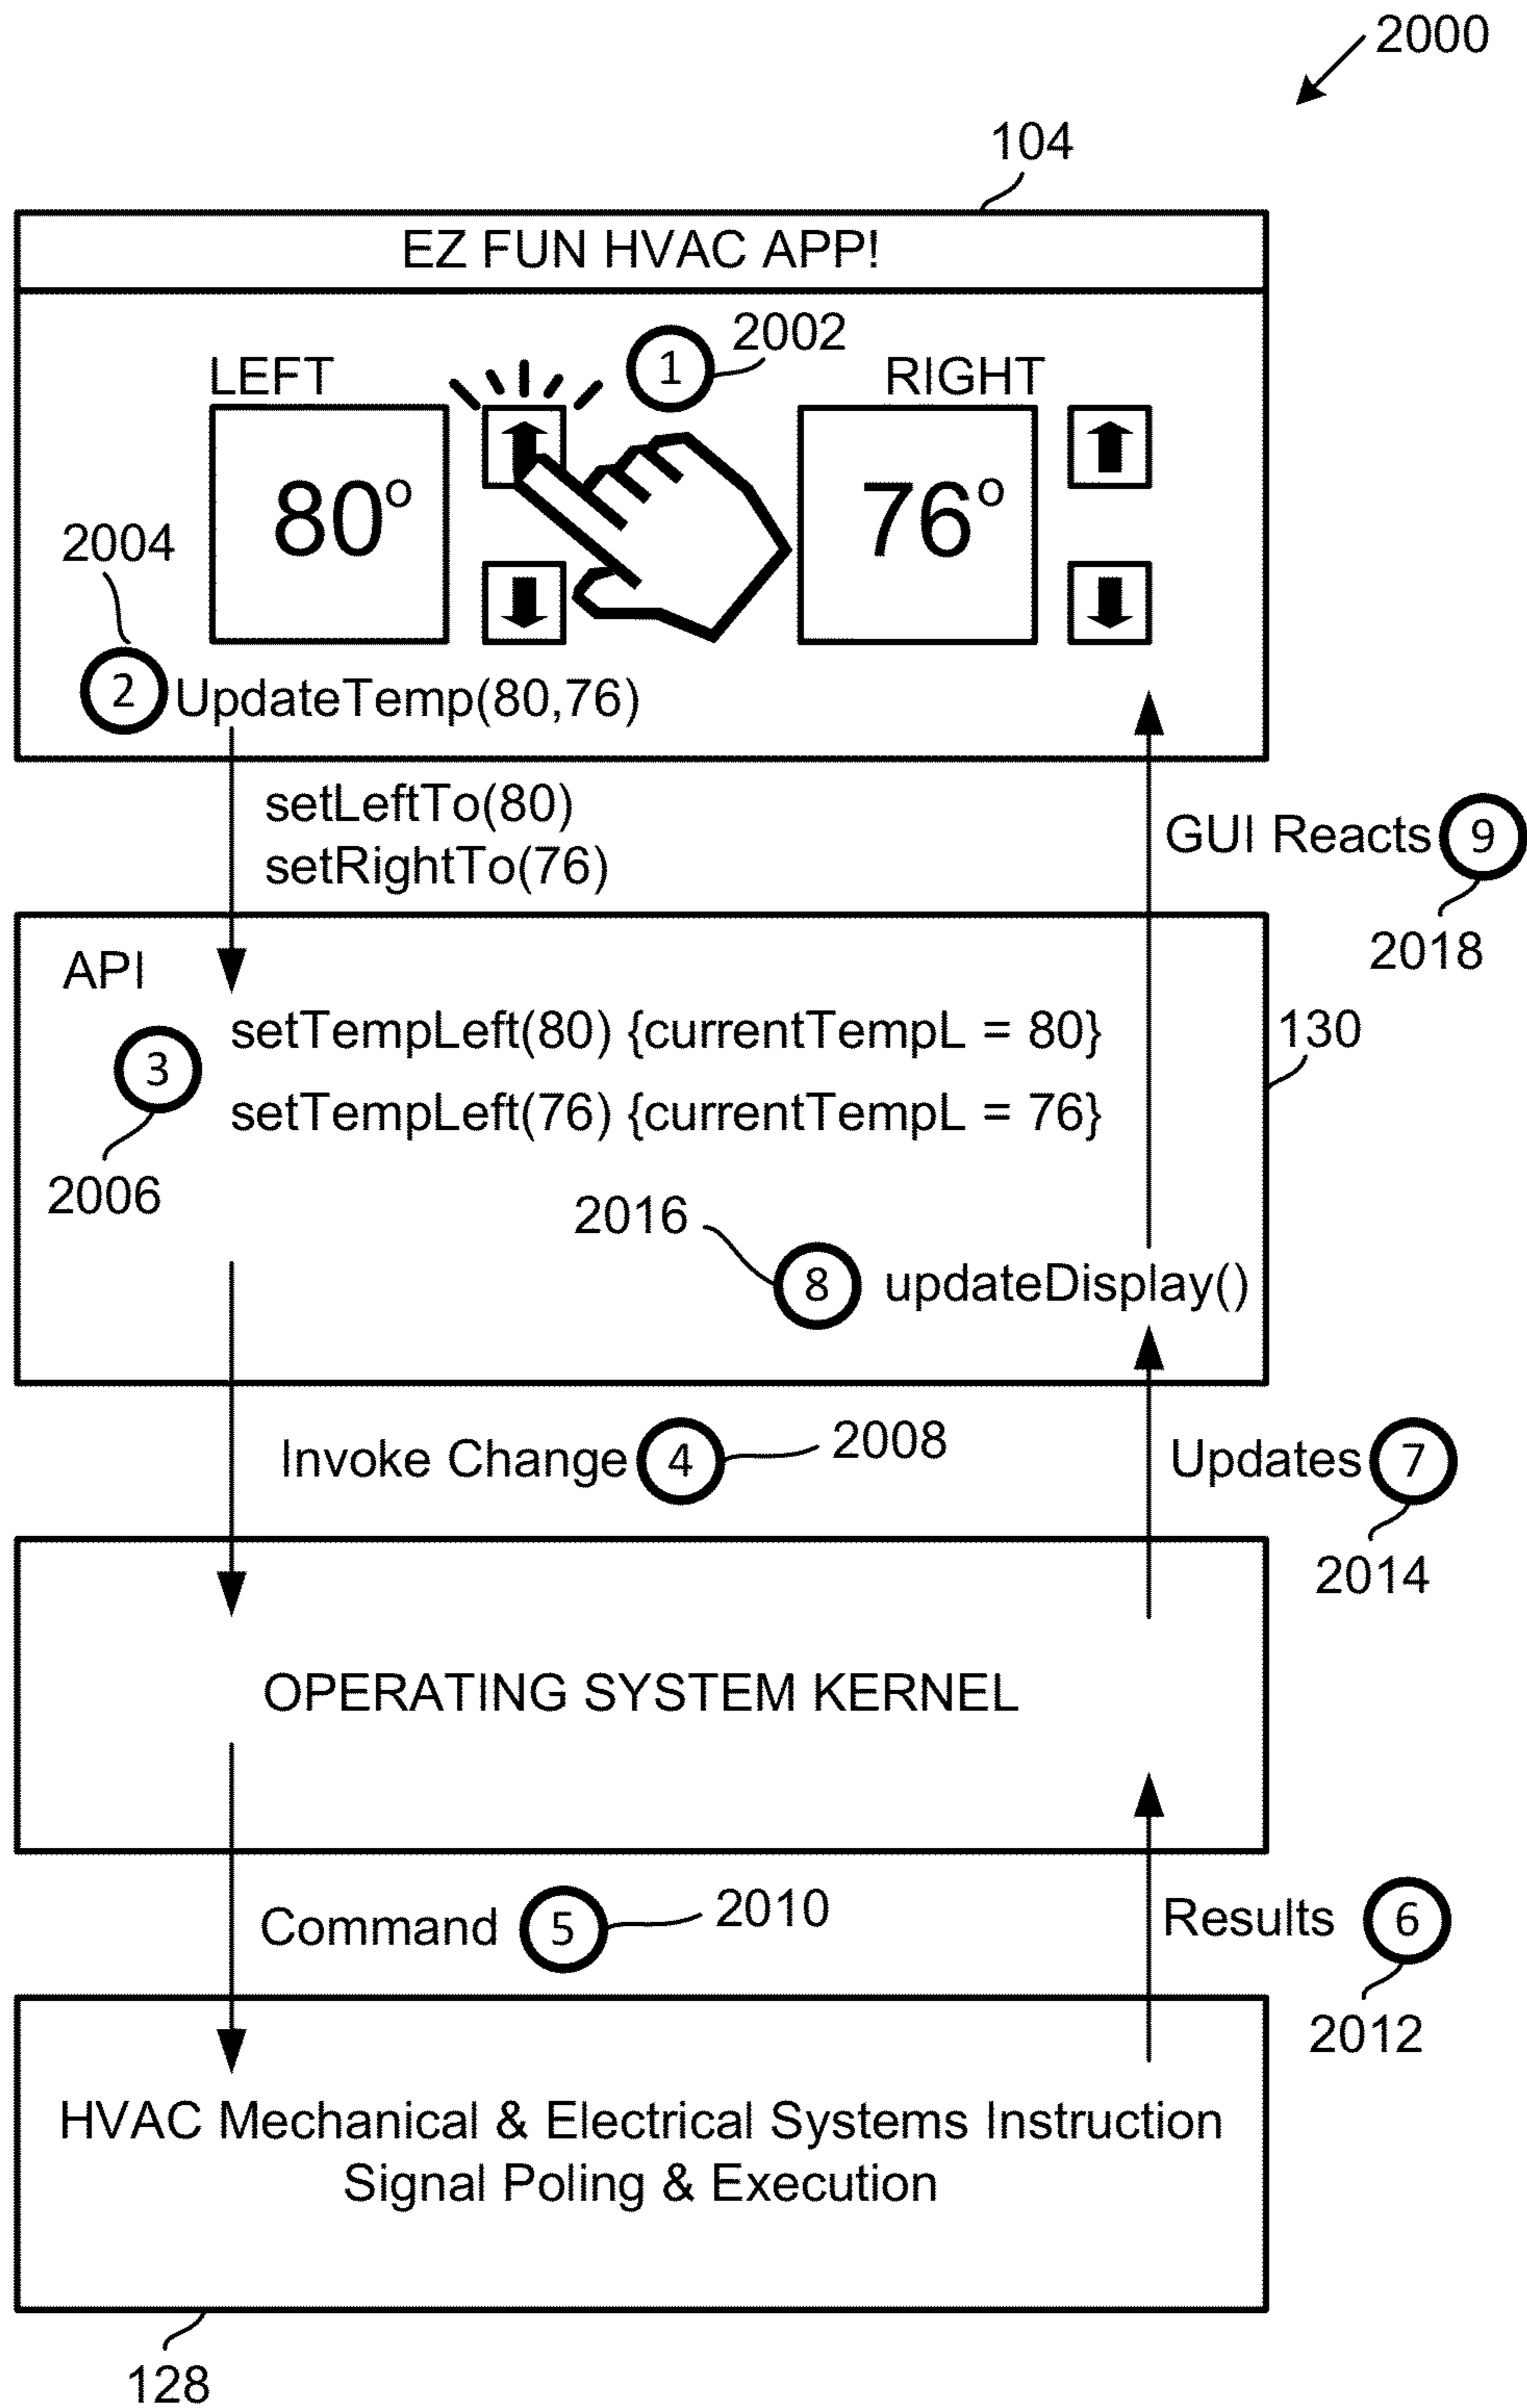 2000
104
EZ FUN HVAC APP!
1 2002
LEFT
RIGHT
80°
76°
2004
2 UpdateTemp(80,76)
setLeftTo(80)
setRightTo(76)
GUI Reacts 9
2018
API
130
3
setTempLeft(80) {currentTempL = 80}
setTempLeft(76) {currentTempL = 76}
2006
2016
8 updateDisplay()
Invoke Change 4 2008
Updates 7
2014
OPERATING SYSTEM KERNEL
Command 5 2010
Results 6
2012
HVAC Mechanical & Electrical Systems Instruction
Signal Poling & Execution
128